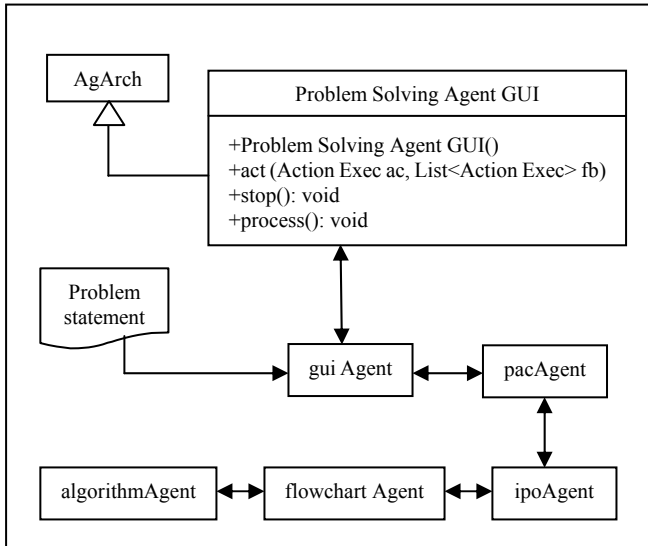 AgArch
Problem Solving Agent GUI
+Problem Solving Agent GUI()
+act (Action Exec ac, List<Action Exec> fb)
+stop(): void
+process(): void
Problem
statement
gui Agent
pacAgent
algorithmAgent
flowchart Agent
ipoAgent